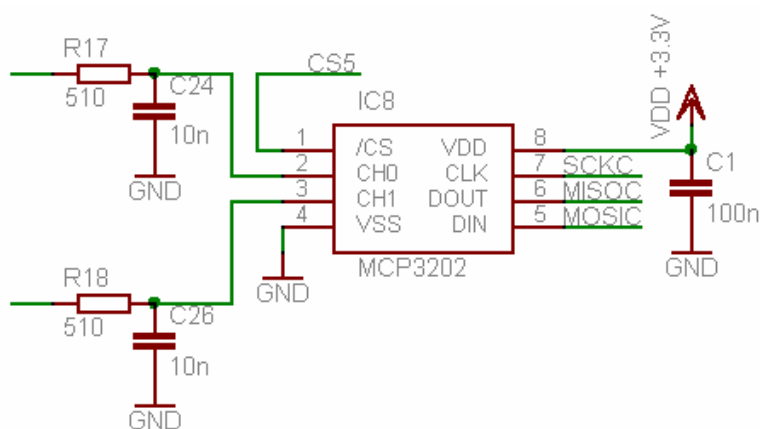 R17
510
C24
10n
GND
CS5
IC8
1 /CS VDD 8
2 CH0 CLK 7 SCKC
3 CH1 DOUT 6 MISOC
4 VSS DIN 5 MOSIC
MCP3202
GND
VDD +3.3V
C1
100n
GND
R18
510
C26
10n
GND